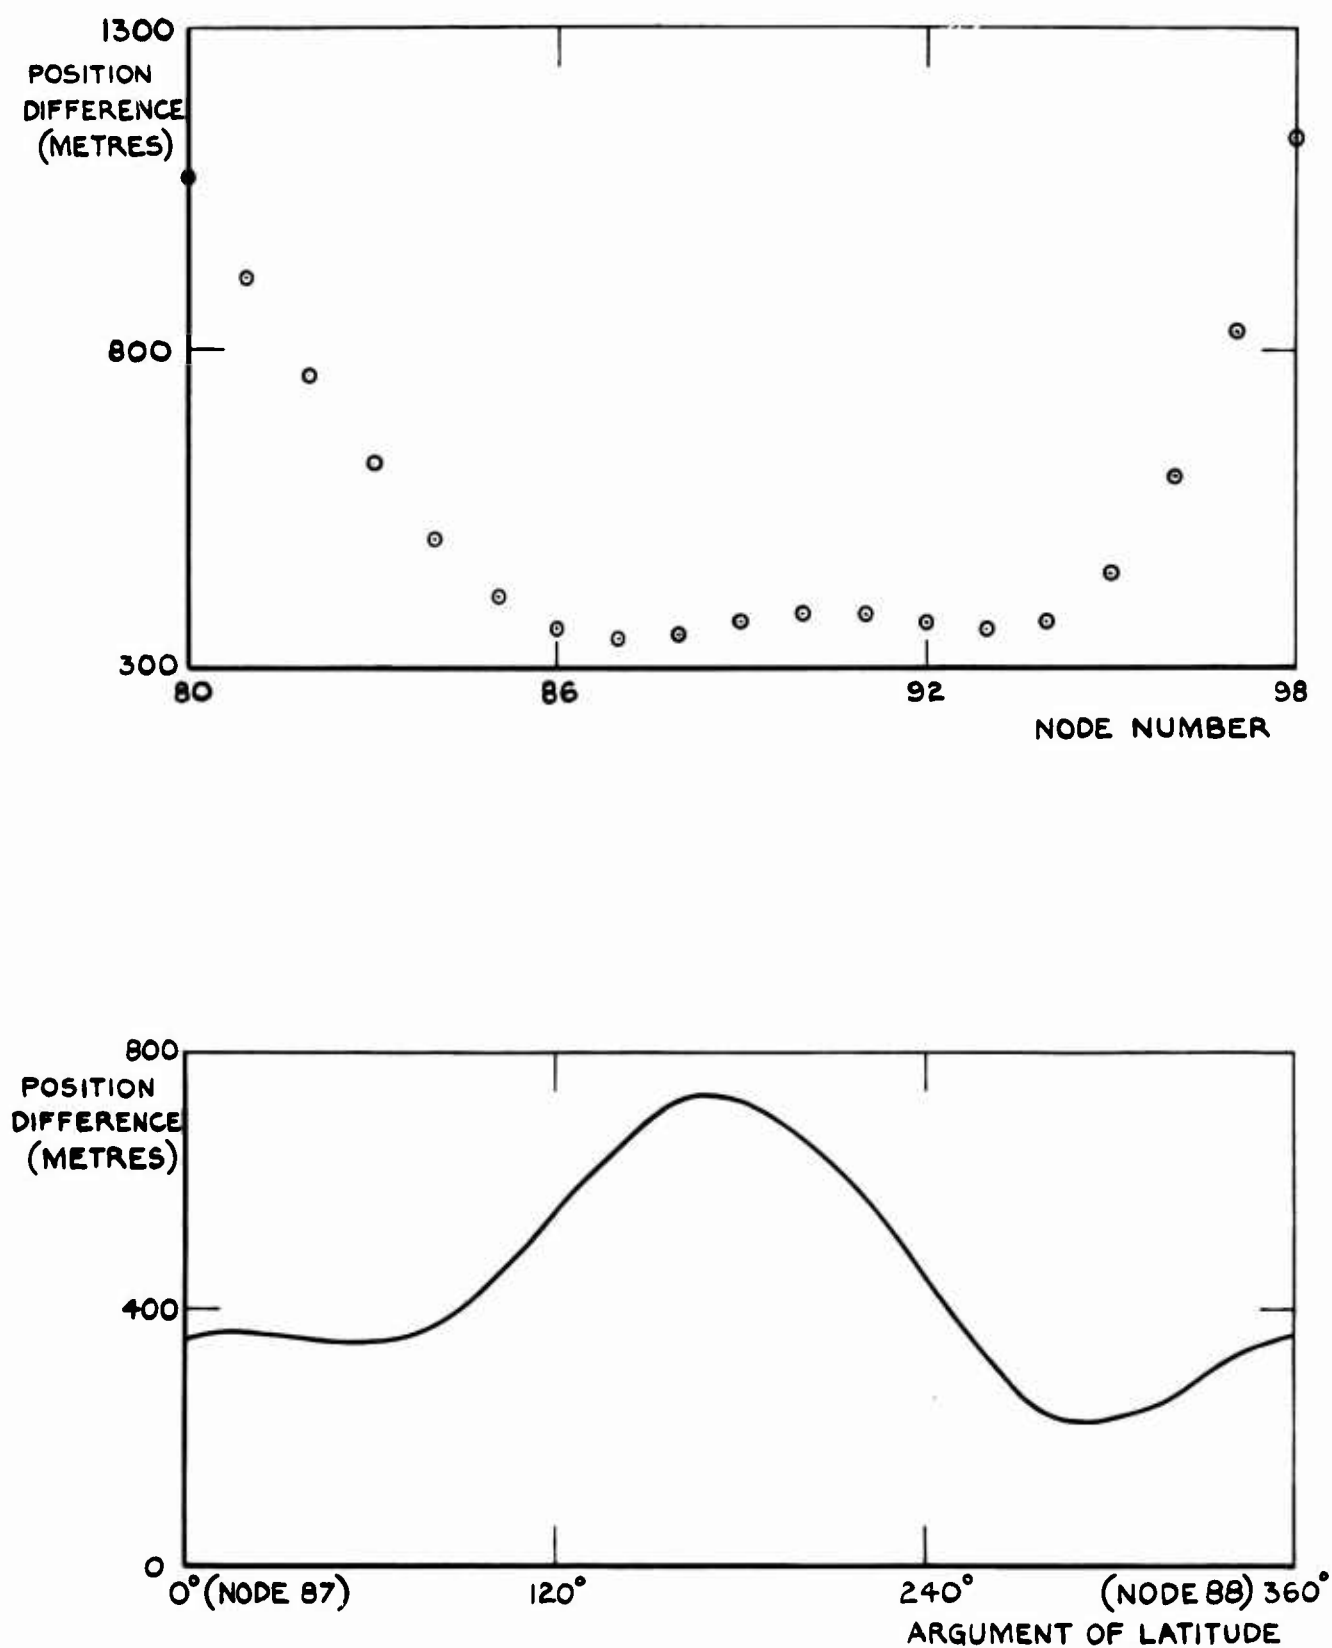 1300
POSITION
DIFFERENCE
(METRES)
800
300
80 86 92 98
NODE NUMBER
800
POSITION
DIFFERENCE
(METRES)
400
0
0° (NODE 87) 120° 240° (NODE 88) 360°
ARGUMENT OF LATITUDE